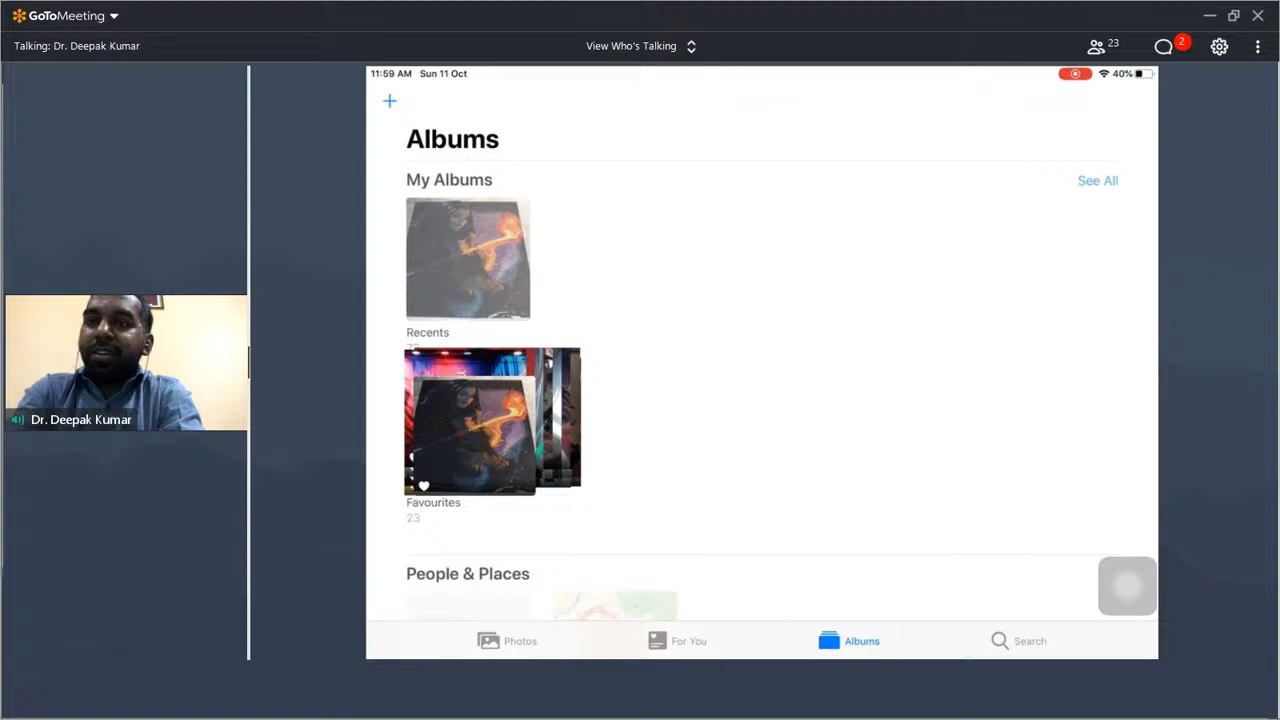 GoToMeeting
Talking: Dr. Deepak Kumar
View Who's Talking
23
2
11:59 AM Sun 11 Oct
40%
Albums
My Albums
See All
Recents
Favourites
23
Dr. Deepak Kumar
People & Places
Photos
For You
Albums
Search